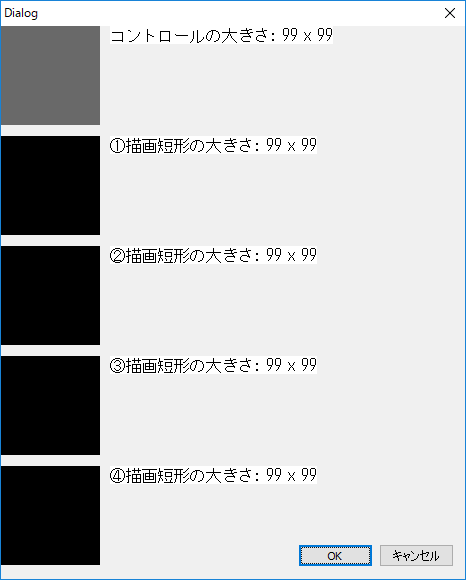 Dialog
コントロールの大きさ: 99 x 99
①描画短形の大きさ: 99 x 99
②描画短形の大きさ: 99 x 99
③描画短形の大きさ: 99 x 99
④描画短形の大きさ: 99 x 99
OK
キャンセル